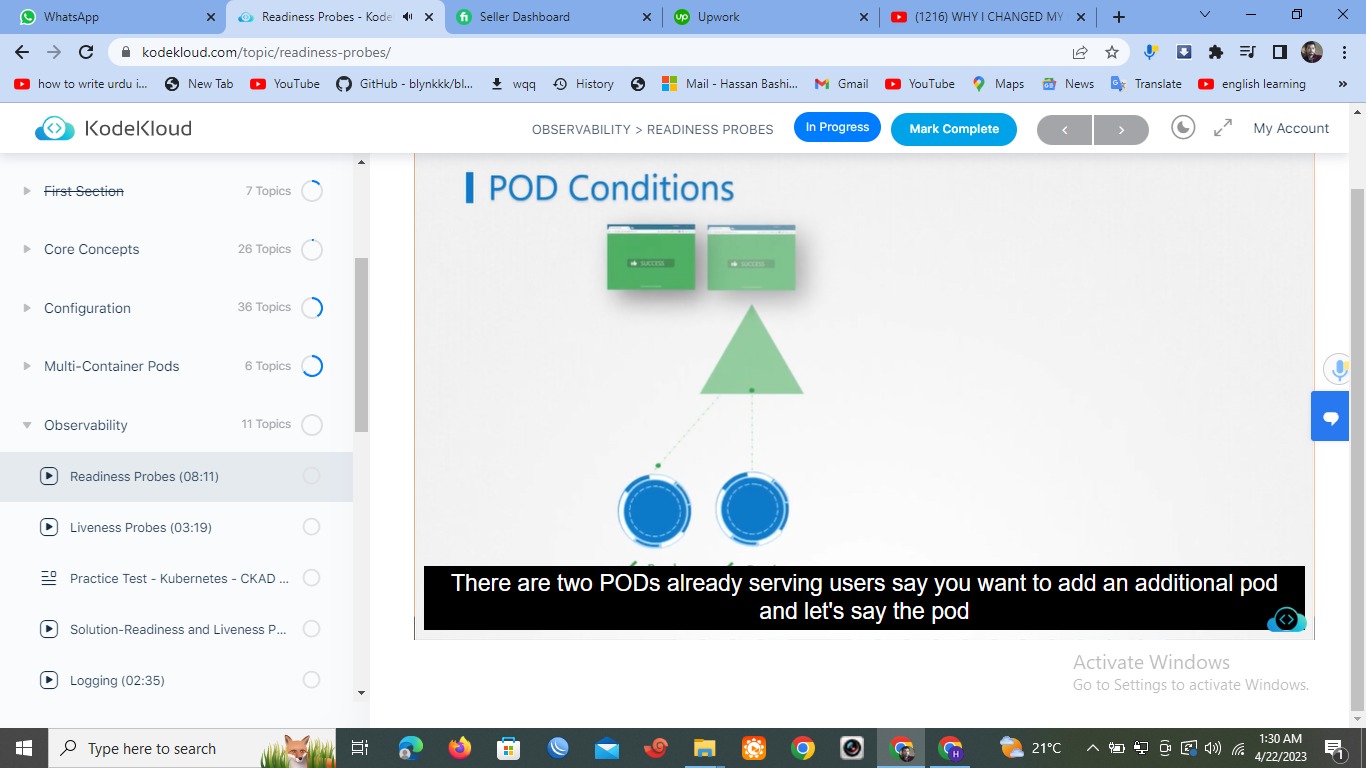 WhatsApp
Readiness Probes - Kode
Seller Dashboard
Upwork
(1216) WHY I CHANGED MY
kodekloud.com/topic/readiness-probes/
how to write urdu i...
New Tab
YouTube
GitHub - blynkkk/bl...
wqq
History
Mail - Hassan Bashi...
Gmail
YouTube
Maps
News
Translate
english learning
»
KodeKloud
OBSERVABILITY > READINESS PROBES
In Progress
Mark Complete
<
>
My Account
First Section
7 Topics
Core Concepts
26 Topics
Configuration
36 Topics
Multi-Container Pods
6 Topics
Observability
11 Topics
Readiness Probes (08:11)
Liveness Probes (03:19)
Practice Test - Kubernetes - CKAD ...
Solution-Readiness and Liveness P...
Logging (02:35)
POD Conditions
SUCCESS
SUCCESS
There are two PODs already serving users say you want to add an additional pod
and let's say the pod
Activate Windows
Go to Settings to activate Windows.
Type here to search
21°C
1:30 AM
4/22/2023
1